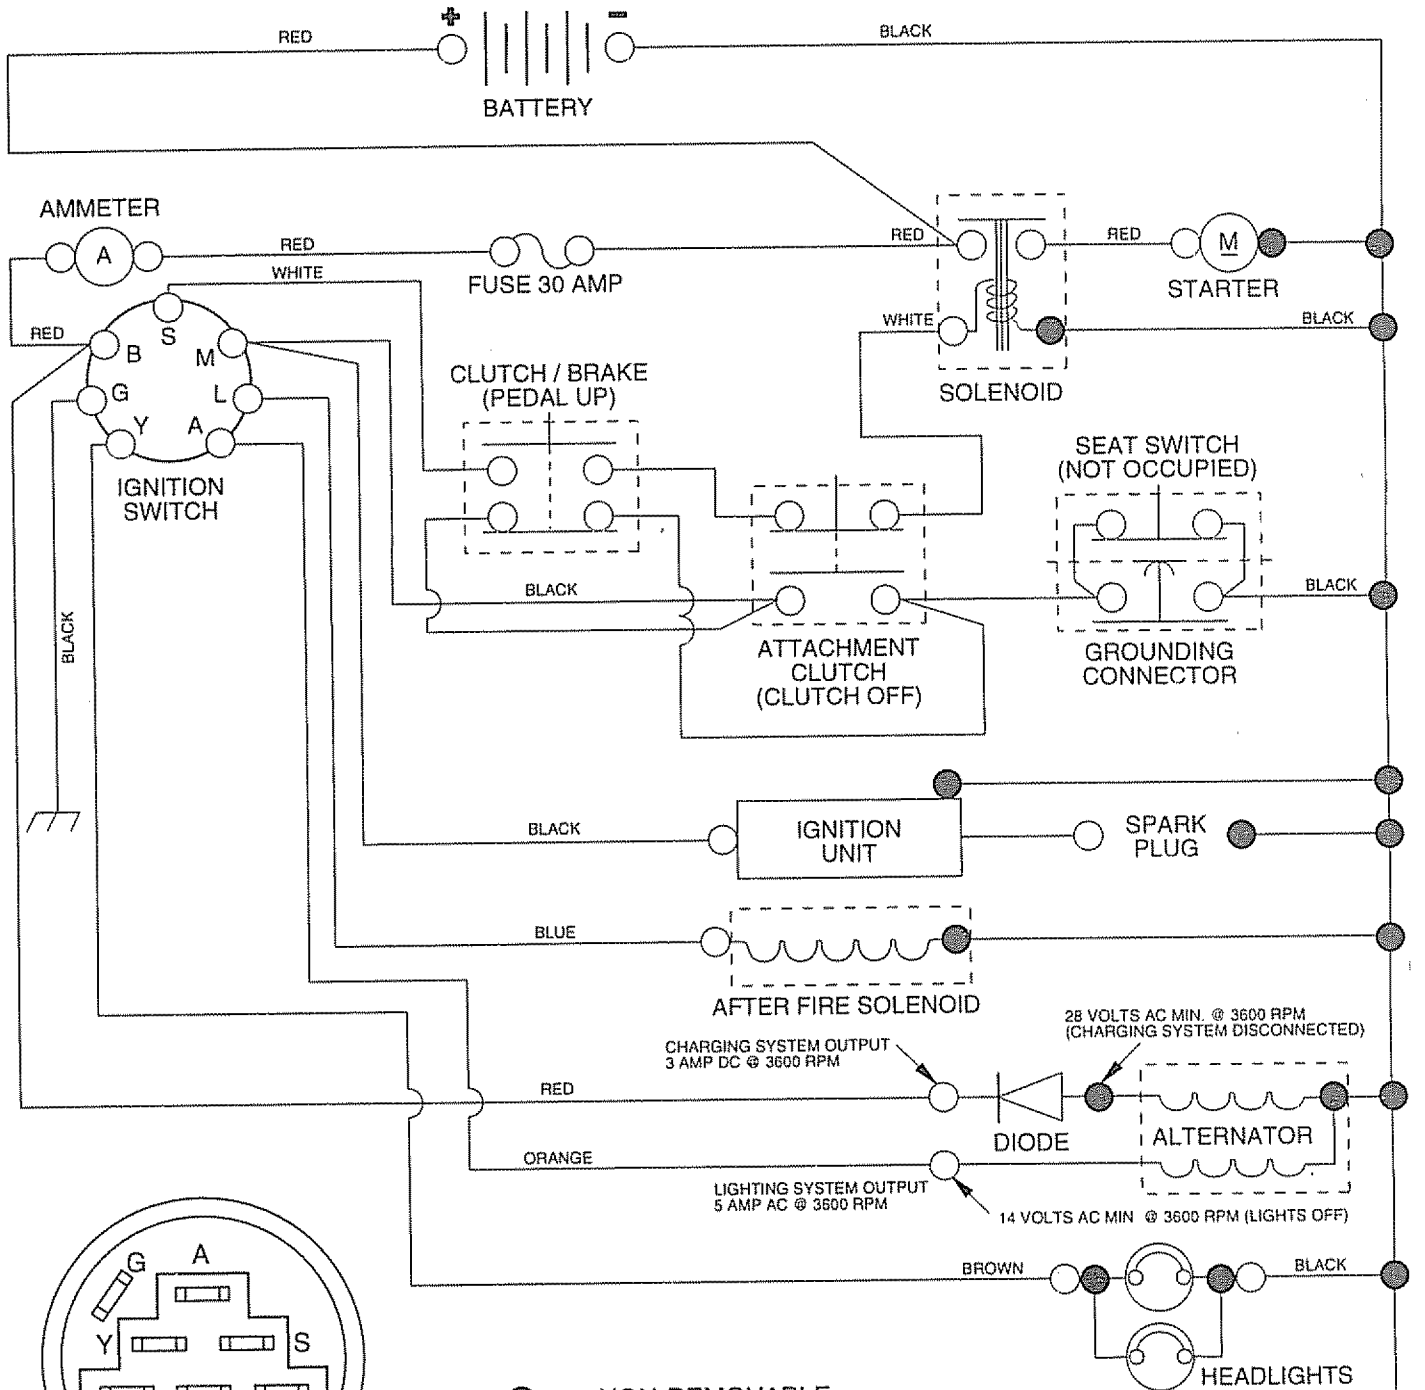 + -
RED
BLACK
BATTERY
AMMETER
A
RED
RED
RED
M
WHITE
FUSE 30 AMP
STARTER
RED
S
B
M
WHITE
BLACK
CLUTCH / BRAKE
(PEDAL UP)
G
L
SOLENOID
Y
A
SEAT SWITCH
(NOT OCCUPIED)
IGNITION
SWITCH
BLACK
BLACK
BLACK
ATTACHMENT
CLUTCH
(CLUTCH OFF)
GROUNDING
CONNECTOR
BLACK
IGNITION
UNIT
SPARK
PLUG
BLUE
AFTER FIRE SOLENOID
28 VOLTS AC MIN. @ 3600 RPM
(CHARGING SYSTEM DISCONNECTED)
CHARGING SYSTEM OUTPUT
3 AMP DC @ 3600 RPM
RED
DIODE
ALTERNATOR
ORANGE
LIGHTING SYSTEM OUTPUT
5 AMP AC @ 3600 RPM
14 VOLTS AC MIN @ 3600 RPM (LIGHTS OFF)
G
A
BROWN
BLACK
Y
S
HEADLIGHTS